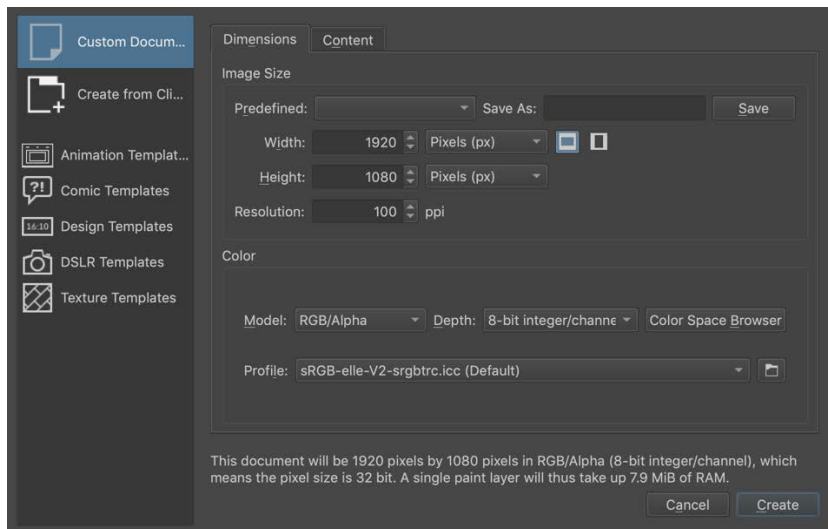 Custom Docum...
Create from Cli...
Animation Templat...
?!
Comic Templates
16:10
Design Templates
DSLR Templates
Texture Templates
Dimensions Content
Image Size
Predefined: Save As: Save
Width: 1920 Pixels (px)
Height: 1080 Pixels (px)
Resolution: 100 ppi
Color
Model: RGB/Alpha Depth: 8-bit integer/channe Color Space Browser
Profile: sRGB-elle-V2-srgbtrc.icc (Default)
This document will be 1920 pixels by 1080 pixels in RGB/Alpha (8-bit integer/channel), which
means the pixel size is 32 bit. A single paint layer will thus take up 7.9 MiB of RAM.
Cancel Create